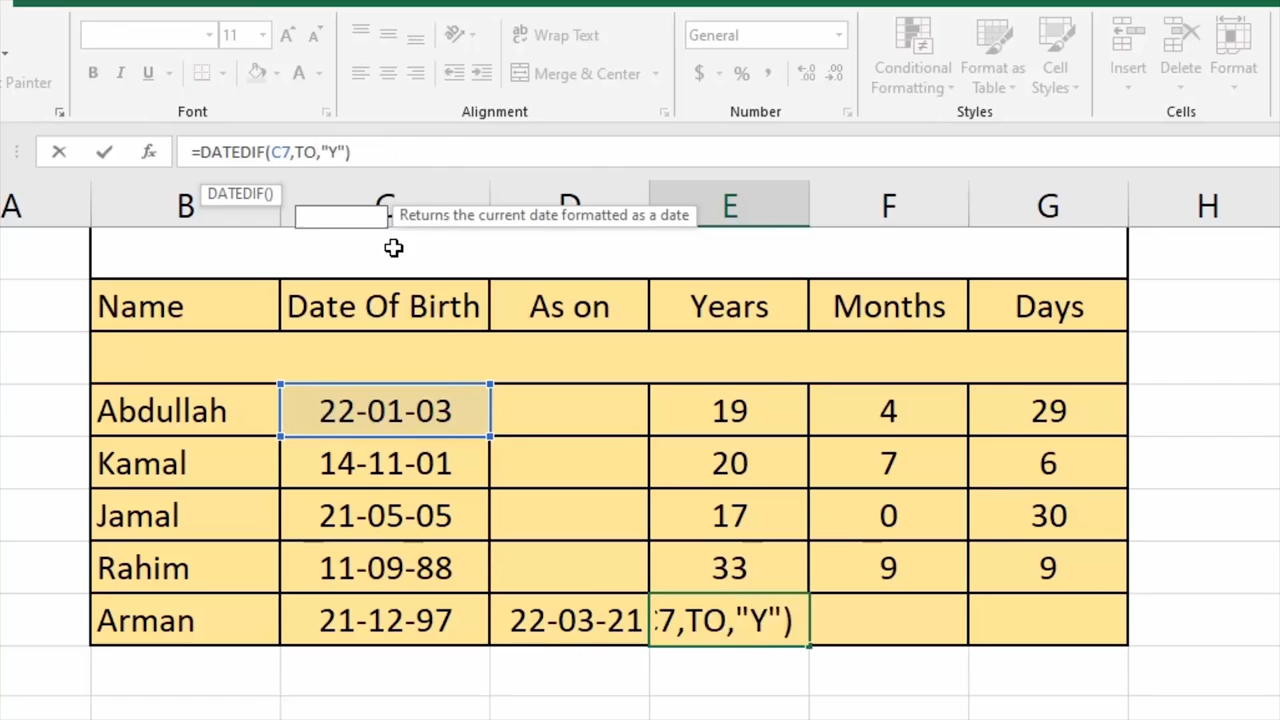 11
Wrap Text
General
Painter
B I U
A
Merge & Center
$ % ,
Conditional Formatting
Format as Table
Cell Styles
Insert
Delete
Format
Font
Alignment
Number
Styles
Cells
fx
=DATEDIF(C7,TO,"Y")
DATEDIF()
Returns the current date formatted as a date
A B C D E F G H
Name Date Of Birth As on Years Months Days
Abdullah 22-01-03 19 4 29
Kamal 14-11-01 20 7 6
Jamal 21-05-05 17 0 30
Rahim 11-09-88 33 9 9
Arman 21-12-97 22-03-21 C7,TO,"Y")